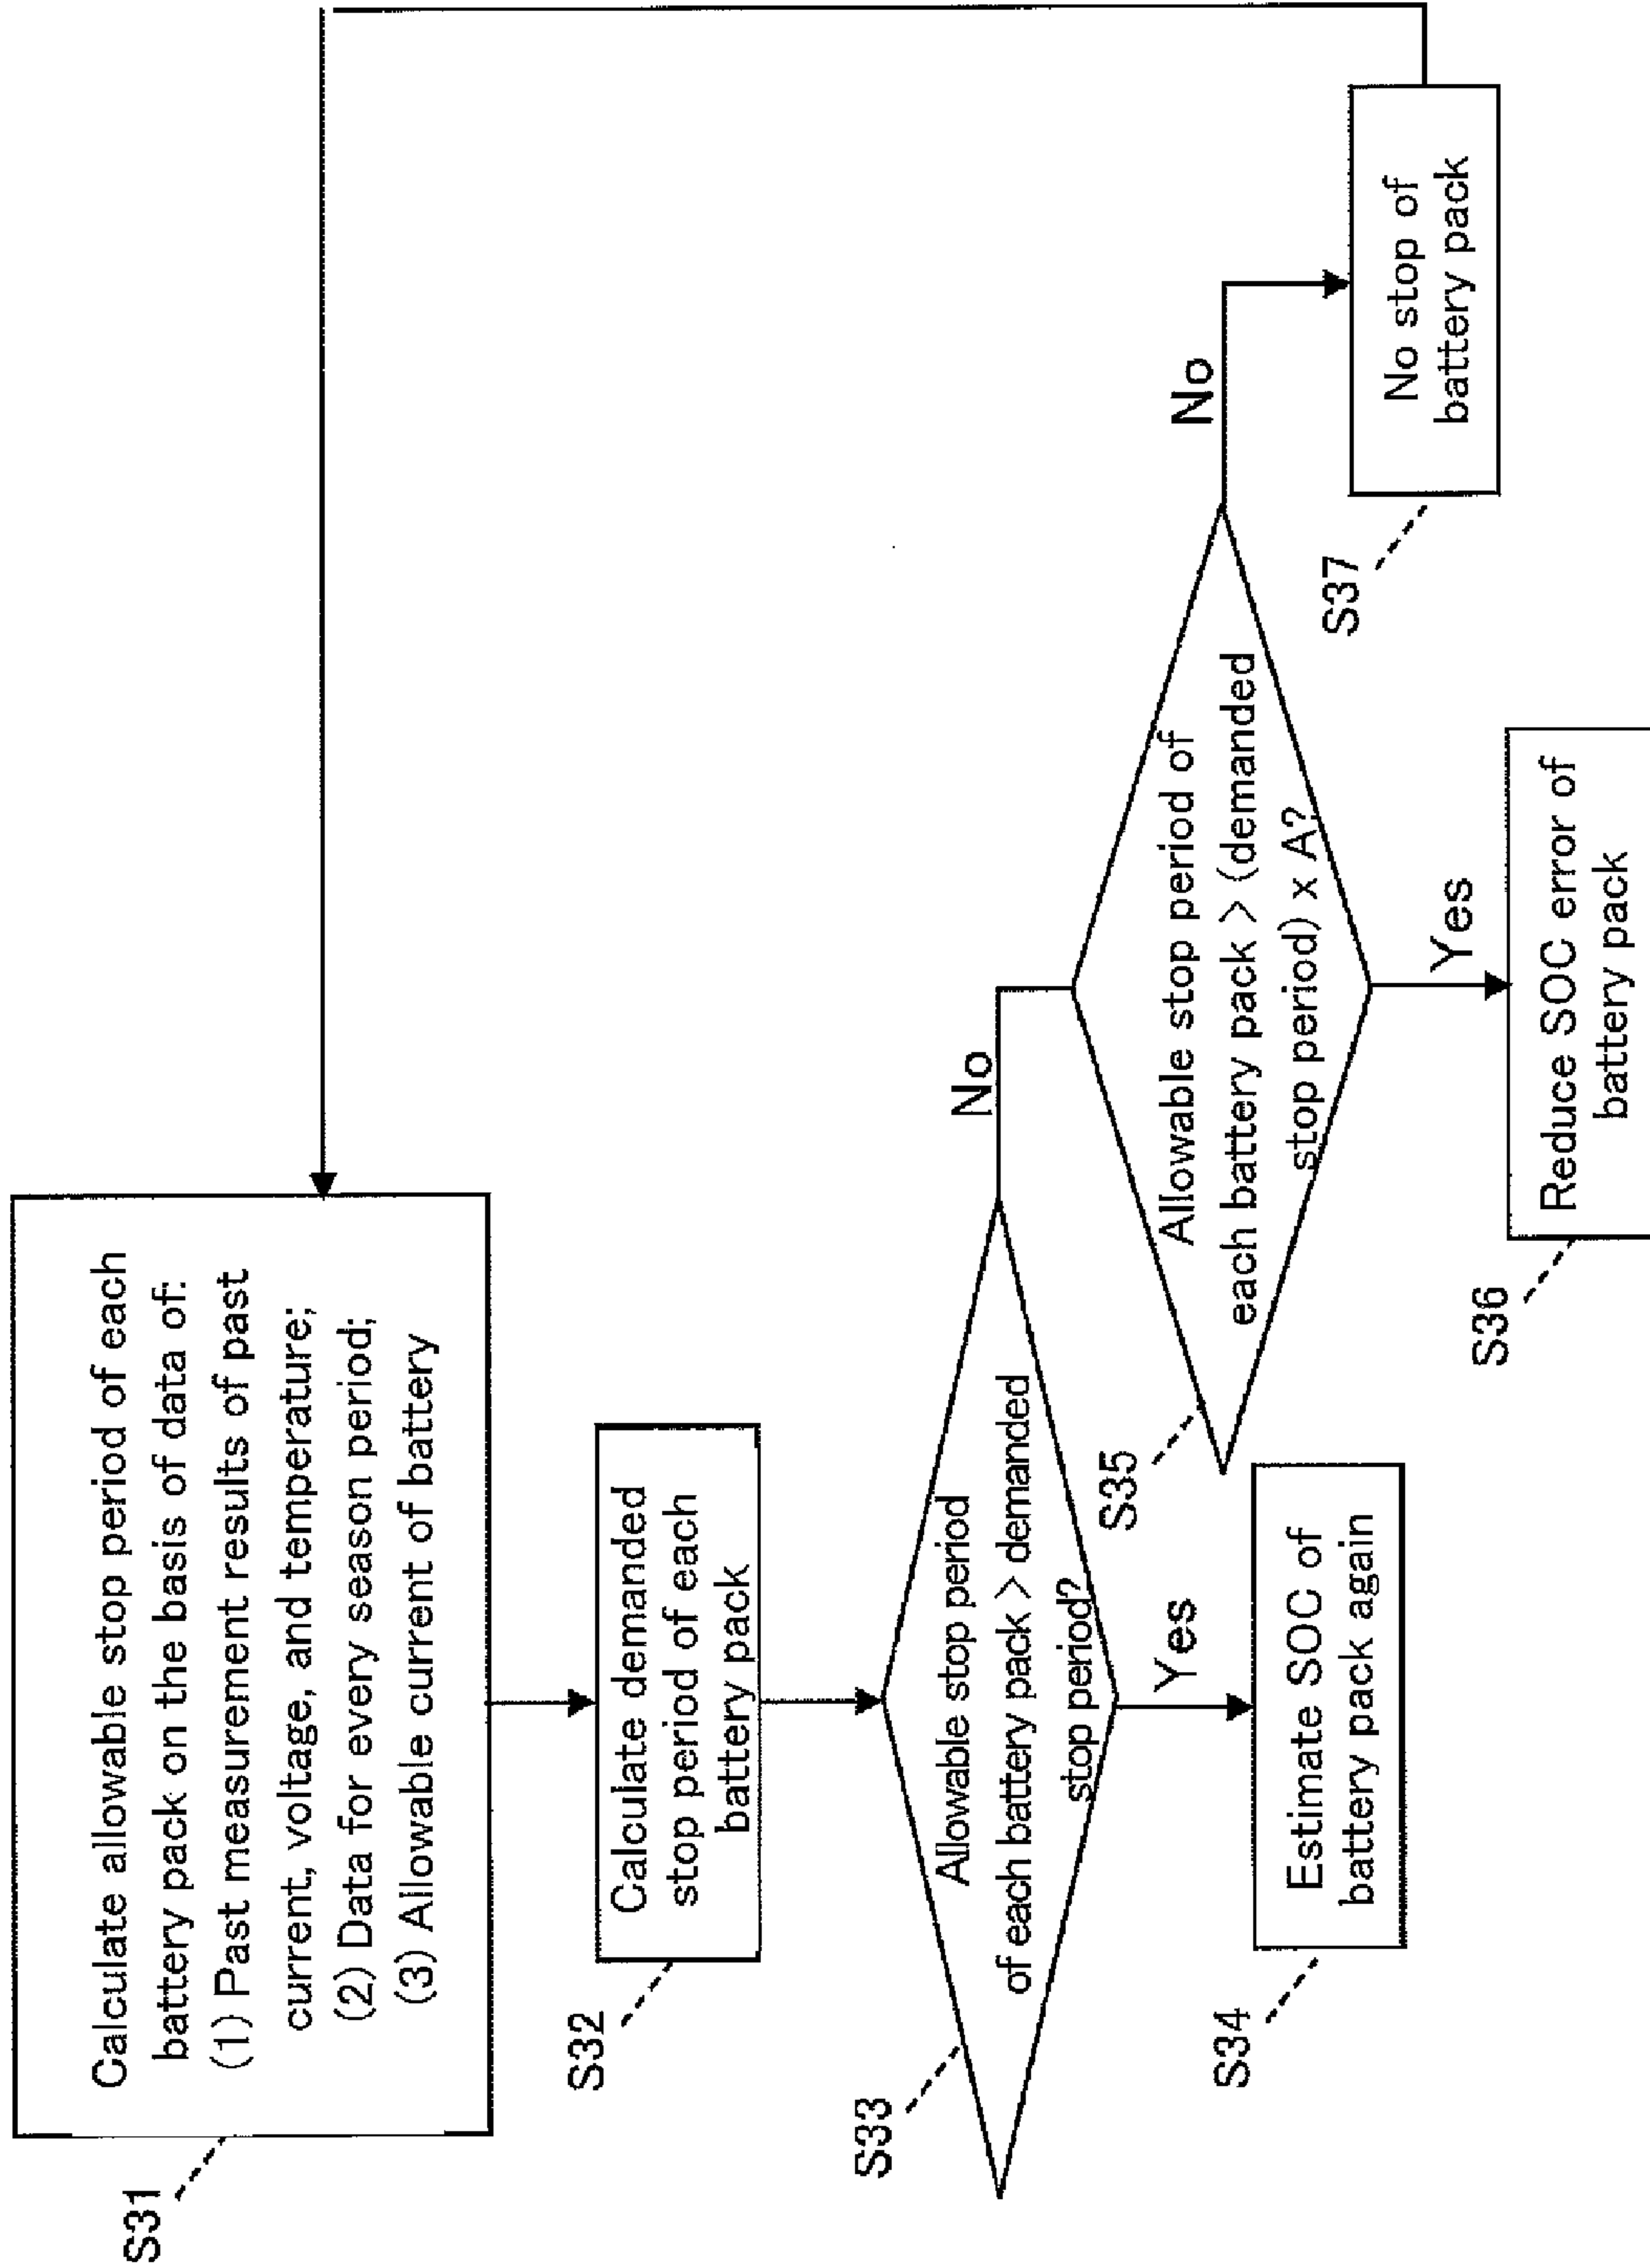 S31
Calculate allowable stop period of each
battery pack on the basis of data of:
(1) Past measurement results of past
current, voltage, and temperature;
(2) Data for every season period;
(3) Allowable current of battery
S32
Calculate demanded
stop period of each
battery pack
S33
Allowable stop period
of each battery pack > demanded
stop period?
No
Yes
S34
Estimate SOC of
battery pack again
S35
Allowable stop period of
each battery pack > (demanded
stop period) x A?
No
Yes
S36
Reduce SOC error of
battery pack
S37
No stop of
battery pack